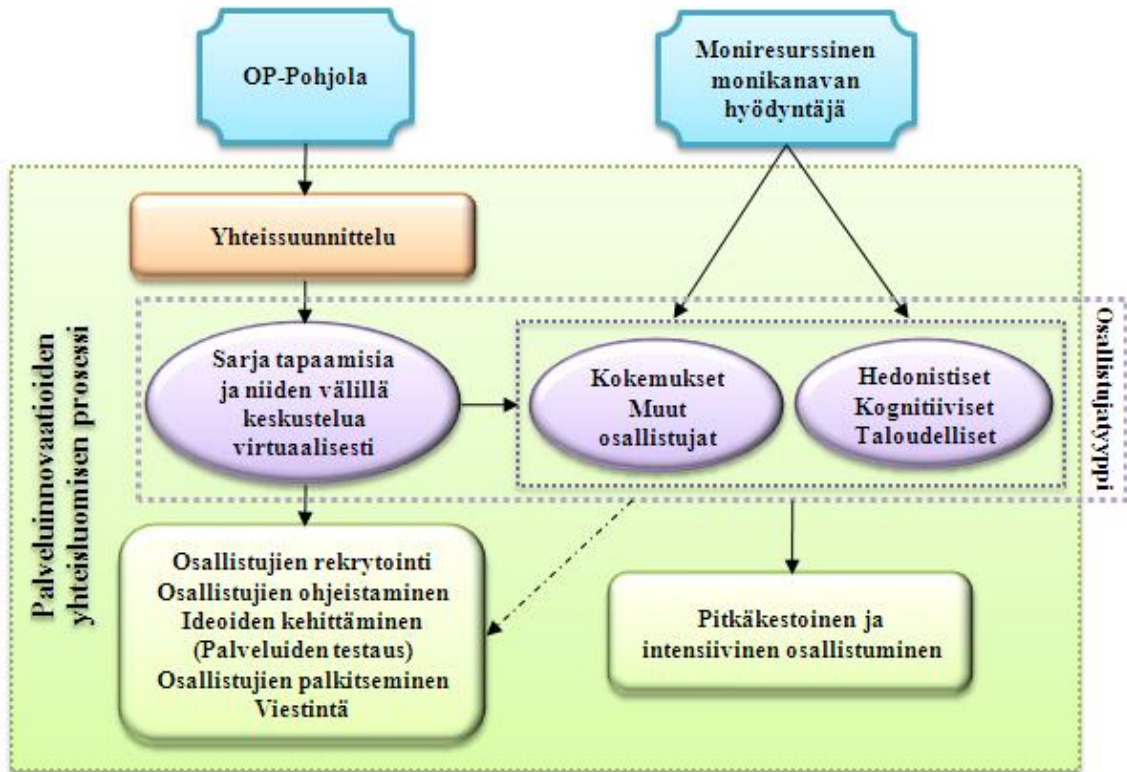 OP-Pohjola
Moniresurssinen
monikanavan
hyödyntäjä
Palveluinnovaatioiden
yhteisluomisen prosessi
Yhteissuunnittelu
Osallistujatyyppi
Sarja tapaamisia
ja niiden välillä
keskustelua
virtuaalisesti
Kokemukset
Muut
osallistujat
Hedonistiset
Kognitiiviset
Taloudelliset
Osallistujien rekrytointi
Osallistujien ohjeistaminen
Ideoiden kehittäminen
(Palveluiden testaus)
Osallistujien palkitseminen
Viestintä
Pitkäkestoinen ja
intensiivinen osallistuminen